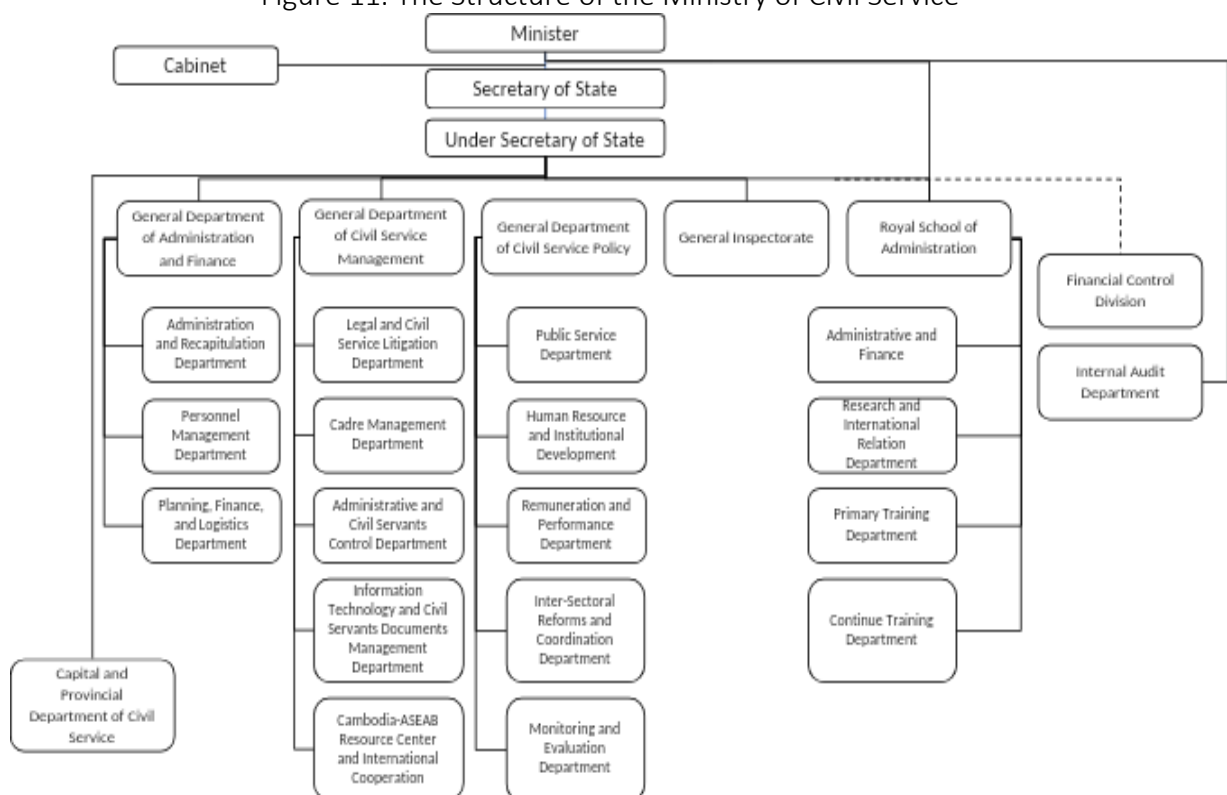 Figure 11: The Structure of the Ministry of Civil Service
Minister
Cabinet
Secretary of State
Under Secretary of State
General Department
of Administration
and Finance
General Department
of Civil Service
Management
General Department
of Civil Service Policy
General Inspectorate
Royal School of
Administration
Financial Control
Division
Internal Audit
Department
Administration
and Recapitulation
Department
Personnel
Management
Department
Planning, Finance,
and Logistics
Department
Legal and Civil
Service Litigation
Department
Cadre Management
Department
Administrative and
Civil Servants
Control Department
Information
Technology and Civil
Servants Documents
Management
Department
Cambodia-ASEAB
Resource Center
and International
Cooperation
Public Service
Department
Human Resource
and Institutional
Development
Remuneration and
Performance
Department
Inter-Sectoral
Reforms and
Coordination
Department
Monitoring and
Evaluation
Department
Administrative and
Finance
Research and
International
Relation
Department
Primary Training
Department
Continue Training
Department
Capital and
Provincial
Department of Civil
Service